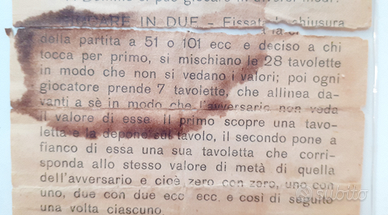 GIUOCARE IN DUE - Fissata la chiusura
della partita a 51 o 101 ecc e deciso a chi
tocca per primo, si mischiano le 28 tavolette
in modo che non si vedano i valori; poi ogni
giocatore prende 7 tavolette, che allinea da-
vanti a sè in modo che l'avversario non veda
il valore di esse. Il primo scopre una tavo-
letta e la depone sul tavolo, il secondo pone a
fianco di essa una sua tavoletta che corri-
sponda allo stesso valore di metà di quella
dell'avversario e cioè zero con zero, uno con
uno, due con due ecc ecc. e così di seguito
una volta ciascuno